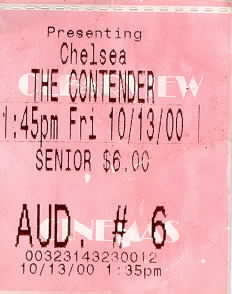 Presenting
Chelsea
THE CONTENDER
1:45pm Fri 10/13/00
SENIOR $6.00
AUD. # 6
CINEMAS
00323143230012
10/13/00 1:35pm